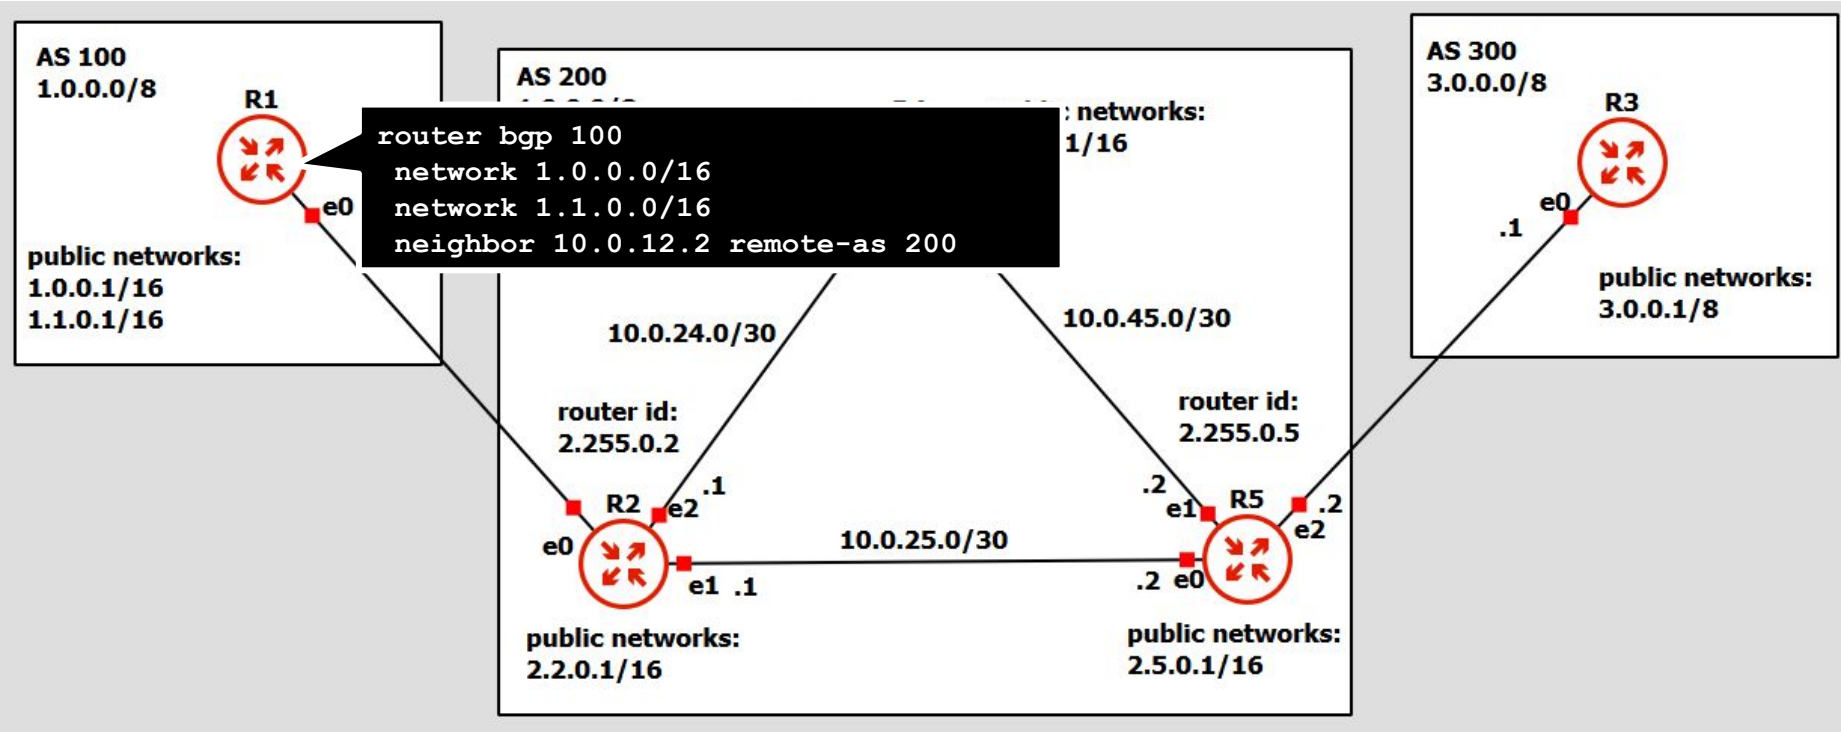 AS 100
1.0.0.0/8
R1
e0
public networks:
1.0.0.1/16
1.1.0.1/16
AS 200
networks:
1/16
router bgp 100
network 1.0.0.0/16
network 1.1.0.0/16
neighbor 10.0.12.2 remote-as 200
10.0.24.0/30
10.0.45.0/30
router id:
2.255.0.2
router id:
2.255.0.5
.1
R2
e2
e0
e1 .1
10.0.25.0/30
.2
e1
R5
.2
e2
.2 e0
public networks:
2.2.0.1/16
public networks:
2.5.0.1/16
AS 300
3.0.0.0/8
R3
e0
.1
public networks:
3.0.0.1/8